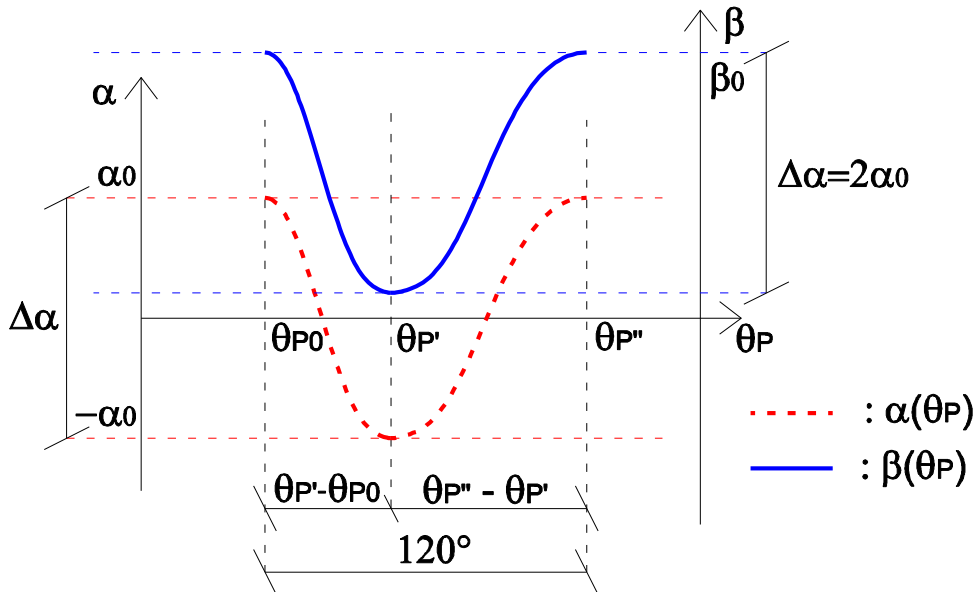 β
α
β0
α0
Δα=2α0
Δα
θP0
θP'
θP''
θP
−α0
: α(θP)
: β(θP)
θP'-θP0
θP'' - θP'
120°